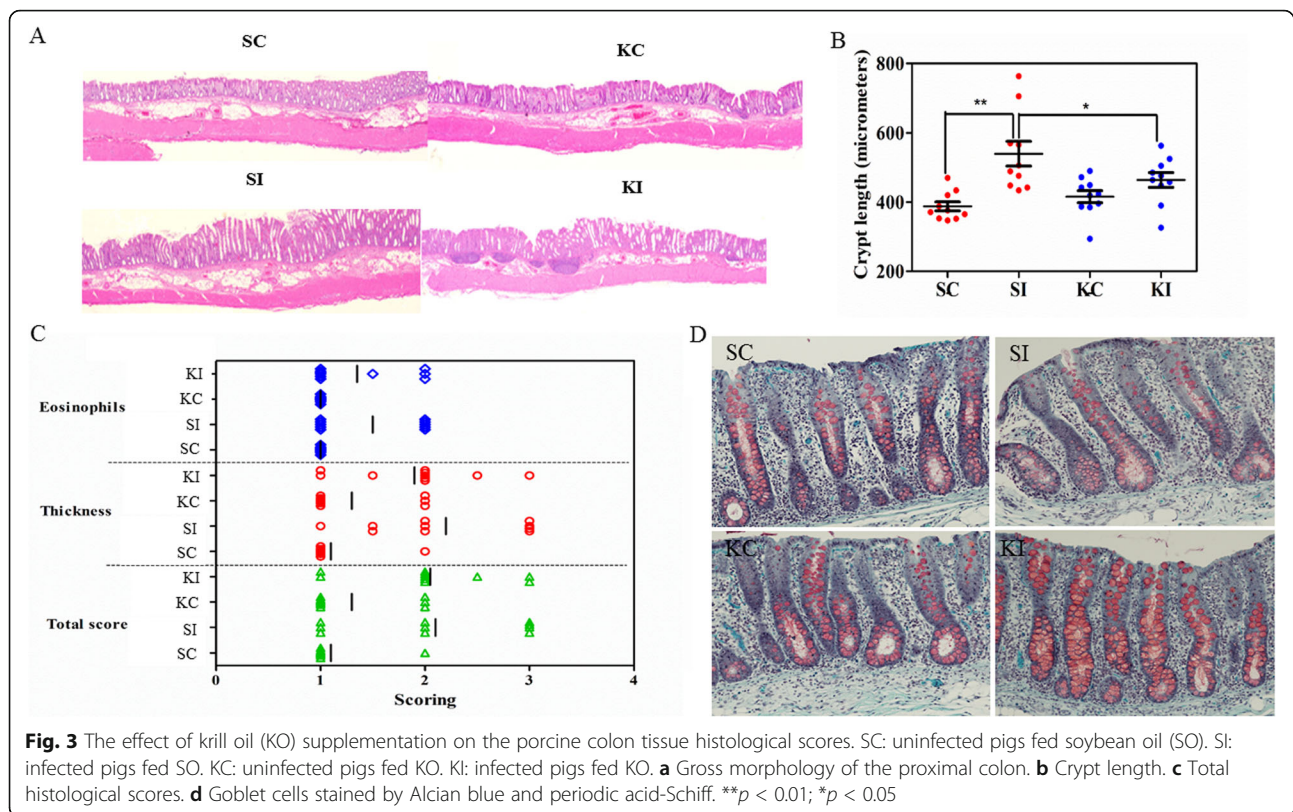 A
SC
KC
SI
KI
B
Crypt length (micrometers)
800
600
400
200
**
*
SC
SI
KC
KI
C
Eosinophils
KI
KC
SI
SC
Thickness
KI
KC
SI
SC
Total score
KI
KC
SI
SC
0
1
2
3
4
Scoring
D
SC
SI
KC
KI
Fig. 3 The effect of krill oil (KO) supplementation on the porcine colon tissue histological scores. SC: uninfected pigs fed soybean oil (SO). SI:
infected pigs fed SO. KC: uninfected pigs fed KO. KI: infected pigs fed KO. a Gross morphology of the proximal colon. b Crypt length. c Total
histological scores. d Goblet cells stained by Alcian blue and periodic acid-Schiff. **p < 0.01; *p < 0.05